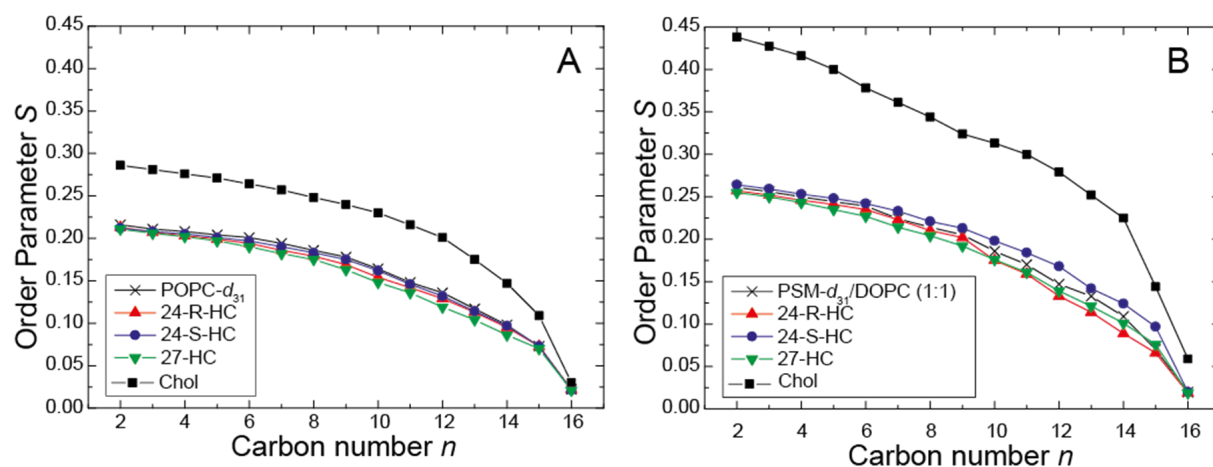 A
Order Parameter S
0.45
0.40
0.35
0.30
0.25
0.20
0.15
0.10
0.05
0.00
POPC-d31
24-R-HC
24-S-HC
27-HC
Chol
2 4 6 8 10 12 14 16
Carbon number n
B
Order Parameter S
0.45
0.40
0.35
0.30
0.25
0.20
0.15
0.10
0.05
0.00
PSM-d31/DOPC (1:1)
24-R-HC
24-S-HC
27-HC
Chol
2 4 6 8 10 12 14 16
Carbon number n